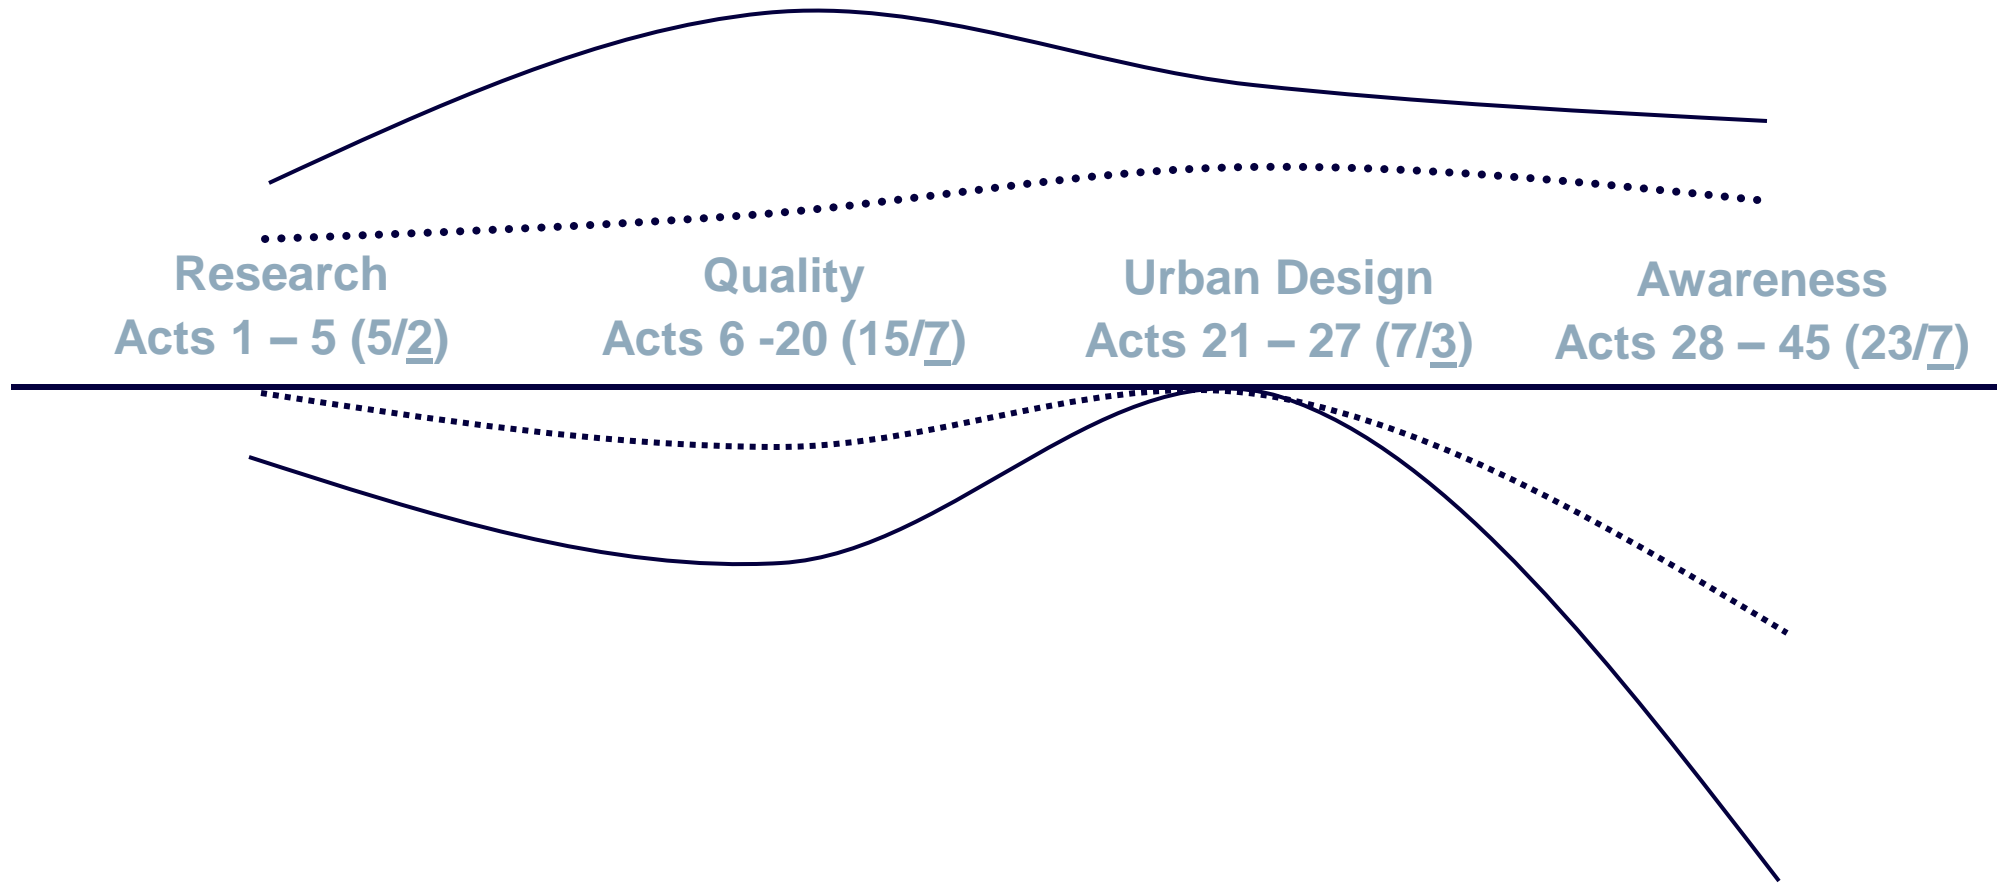 Research
Acts 1 – 5 (5/2)
Quality
Acts 6 -20 (15/7)
Urban Design
Acts 21 – 27 (7/3)
Awareness
Acts 28 – 45 (23/7)